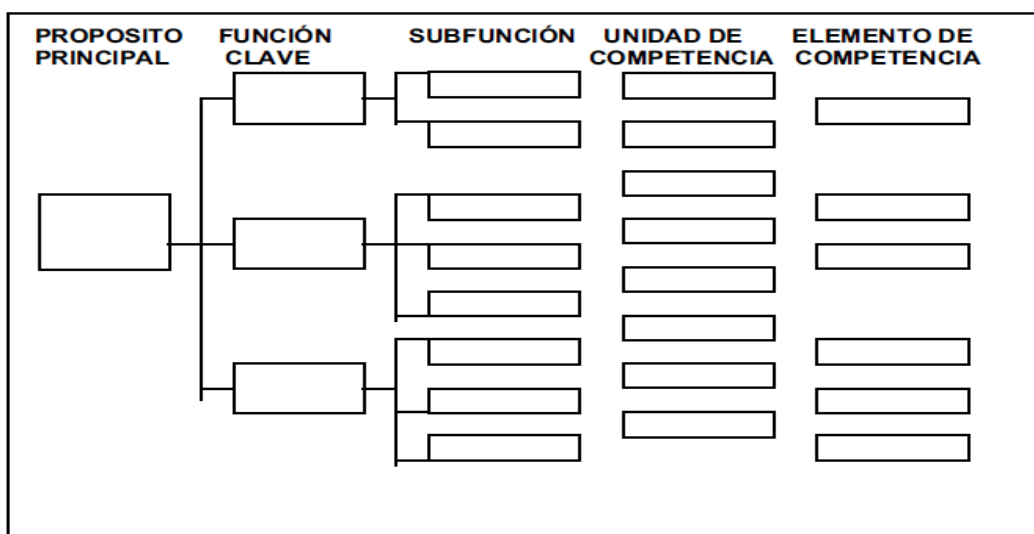 PROPOSITO
PRINCIPAL
FUNCIÓN
CLAVE
SUBFUNCIÓN
UNIDAD DE
COMPETENCIA
ELEMENTO DE
COMPETENCIA